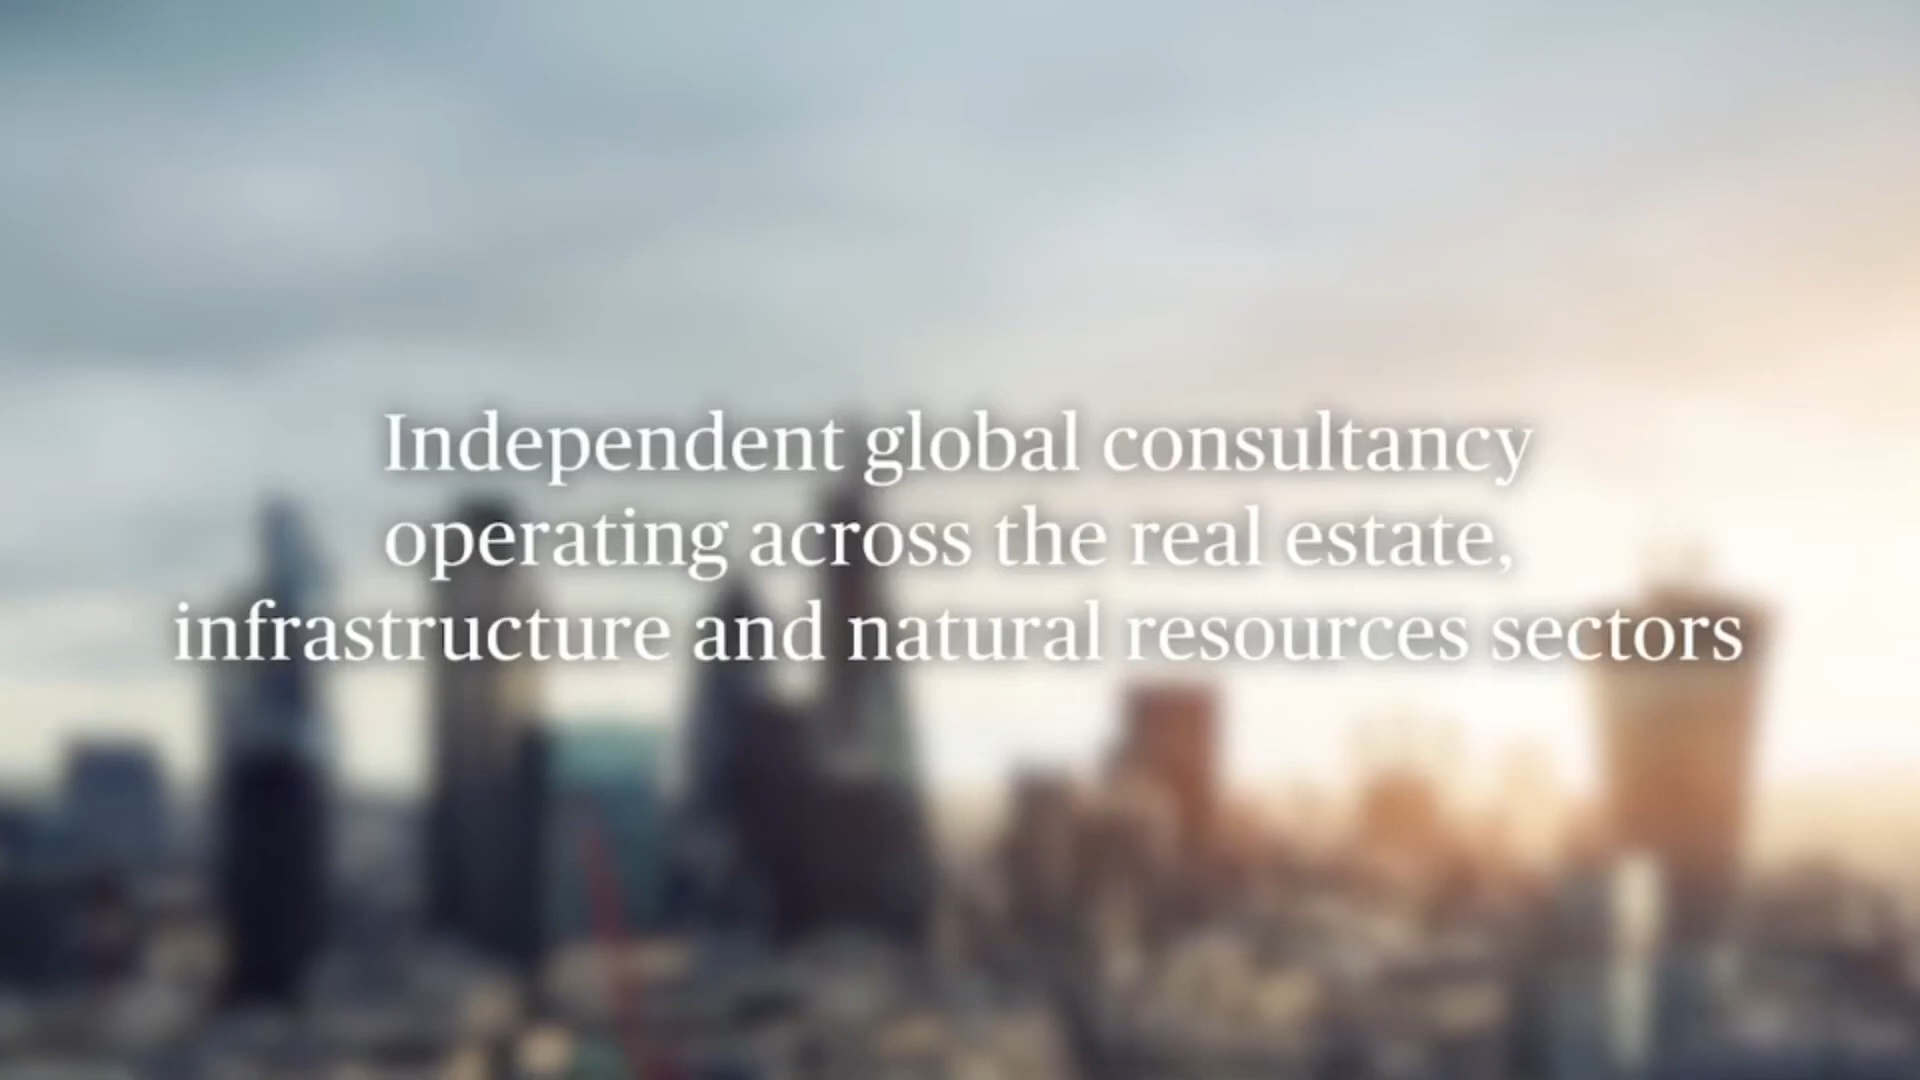 Independent global consultancy
operating across the real estate,
infrastructure and natural resources sectors